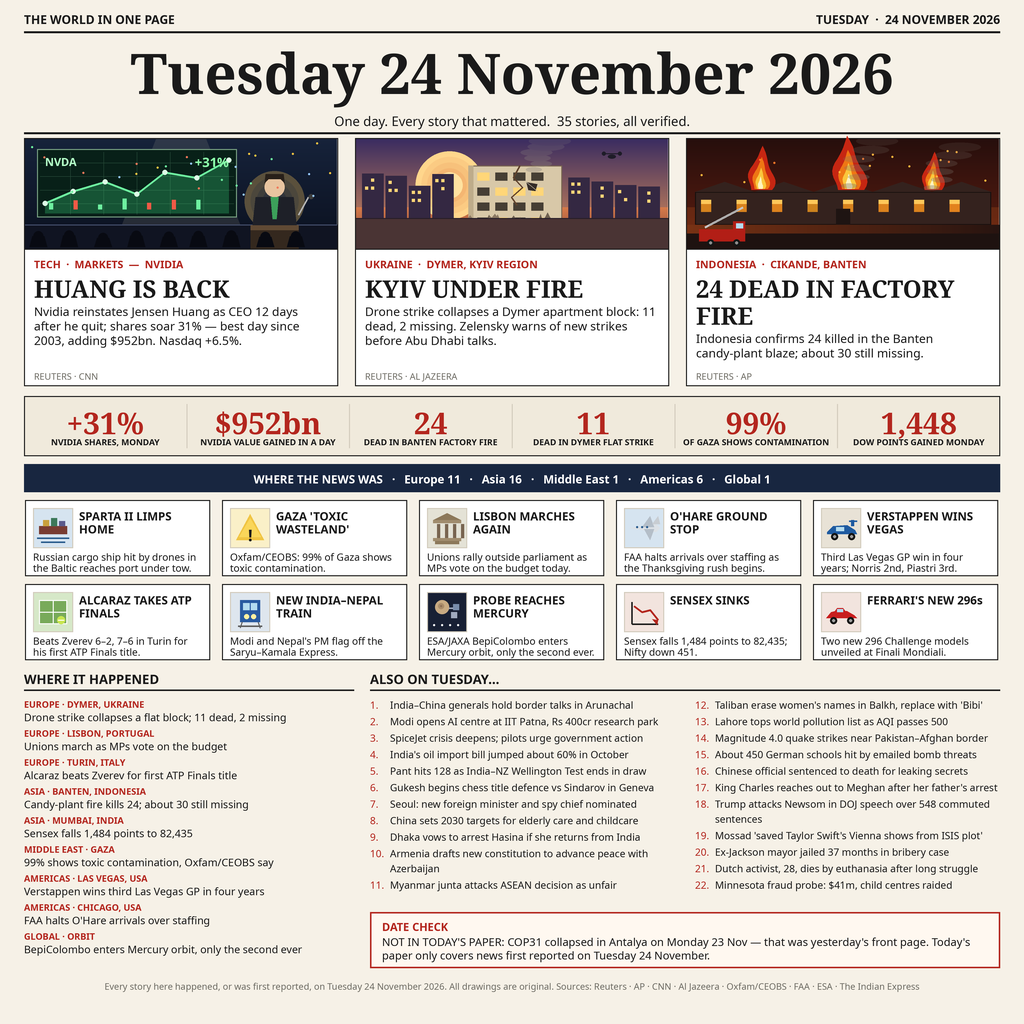 THE WORLD IN ONE PAGE
TUESDAY · 24 NOVEMBER 2026
Tuesday 24 November 2026
One day. Every story that mattered. 35 stories, all verified.
NVDA
+31%
TECH · MARKETS — NVIDIA
HUANG IS BACK
Nvidia reinstates Jensen Huang as CEO 12 days
after he quit; shares soar 31% — best day since
2003, adding $952bn. Nasdaq +6.5%.
REUTERS · CNN
UKRAINE · DYMER, KYIV REGION
KYIV UNDER FIRE
Drone strike collapses a Dymer apartment block: 11
dead, 2 missing. Zelensky warns of new strikes
before Abu Dhabi talks.
REUTERS · AL JAZEERA
INDONESIA · CIKANDE, BANTEN
24 DEAD IN FACTORY
FIRE
Indonesia confirms 24 killed in the Banten
candy-plant blaze; about 30 still missing.
REUTERS · AP
+31%
NVIDIA SHARES, MONDAY
$952bn
NVIDIA VALUE GAINED IN A DAY
24
DEAD IN BANTEN FACTORY FIRE
11
DEAD IN DYMER FLAT STRIKE
99%
OF GAZA SHOWS CONTAMINATION
1,448
DOW POINTS GAINED MONDAY
WHERE THE NEWS WAS · Europe 11 · Asia 16 · Middle East 1 · Americas 6 · Global 1
SPARTA II LIMPS
HOME
Russian cargo ship hit by drones in
the Baltic reaches port under tow.
GAZA 'TOXIC
WASTELAND'
Oxfam/CEOBS: 99% of Gaza shows
toxic contamination.
LISBON MARCHES
AGAIN
Unions rally outside parliament as
MPs vote on the budget today.
O'HARE GROUND
STOP
FAA halts arrivals over staffing as
the Thanksgiving rush begins.
VERSTAPPEN WINS
VEGAS
Third Las Vegas GP win in four
years; Norris 2nd, Piastri 3rd.
ALCARAZ TAKES ATP
FINALS
Beats Zverev 6–2, 7–6 in Turin for
his first ATP Finals title.
NEW INDIA–NEPAL
TRAIN
Modi and Nepal's PM flag off the
Saryu–Kamala Express.
PROBE REACHES
MERCURY
ESA/JAXA BepiColombo enters
Mercury orbit, only the second ever.
SENSEX SINKS
Sensex falls 1,484 points to 82,435;
Nifty down 451.
FERRARI'S NEW 296s
Two new 296 Challenge models
unveiled at Finali Mondiali.
WHERE IT HAPPENED
EUROPE · DYMER, UKRAINE
Drone strike collapses a flat block; 11 dead, 2 missing
EUROPE · LISBON, PORTUGAL
Unions march as MPs vote on the budget
EUROPE · TURIN, ITALY
Alcaraz beats Zverev for first ATP Finals title
ASIA · BANTEN, INDONESIA
Candy-plant fire kills 24; about 30 still missing
ASIA · MUMBAI, INDIA
Sensex falls 1,484 points to 82,435
MIDDLE EAST · GAZA
99% shows toxic contamination, Oxfam/CEOBS say
AMERICAS · LAS VEGAS, USA
Verstappen wins third Las Vegas GP in four years
AMERICAS · CHICAGO, USA
FAA halts O'Hare arrivals over staffing
GLOBAL · ORBIT
BepiColombo enters Mercury orbit, only the second ever
ALSO ON TUESDAY...
1. India–China generals hold border talks in Arunachal
2. Modi opens AI centre at IIT Patna, Rs 400cr research park
3. SpiceJet crisis deepens; pilots urge government action
4. India's oil import bill jumped about 60% in October
5. Pant hits 128 as India–NZ Wellington Test ends in draw
6. Gukesh begins chess title defence vs Sindarov in Geneva
7. Seoul: new foreign minister and spy chief nominated
8. China sets 2030 targets for elderly care and childcare
9. Dhaka vows to arrest Hasina if she returns from India
10. Armenia drafts new constitution to advance peace with
Azerbaijan
11. Myanmar junta attacks ASEAN decision as unfair
12. Taliban erase women's names in Balkh, replace with 'Bibi'
13. Lahore tops world pollution list as AQI passes 500
14. Magnitude 4.0 quake strikes near Pakistan–Afghan border
15. About 450 German schools hit by emailed bomb threats
16. Chinese official sentenced to death for leaking secrets
17. King Charles reaches out to Meghan after her father's arrest
18. Trump attacks Newsom in DOJ speech over 548 commuted
sentences
19. Mossad 'saved Taylor Swift's Vienna shows from ISIS plot'
20. Ex-Jackson mayor jailed 37 months in bribery case
21. Dutch activist, 28, dies by euthanasia after long struggle
22. Minnesota fraud probe: $41m, child centres raided
DATE CHECK
NOT IN TODAY'S PAPER: COP31 collapsed in Antalya on Monday 23 Nov — that was yesterday's front page. Today's
paper only covers news first reported on Tuesday 24 November.
Every story here happened, or was first reported, on Tuesday 24 November 2026. All drawings are original. Sources: Reuters · AP · CNN · Al Jazeera · Oxfam/CEOBS · FAA · ESA · The Indian Express